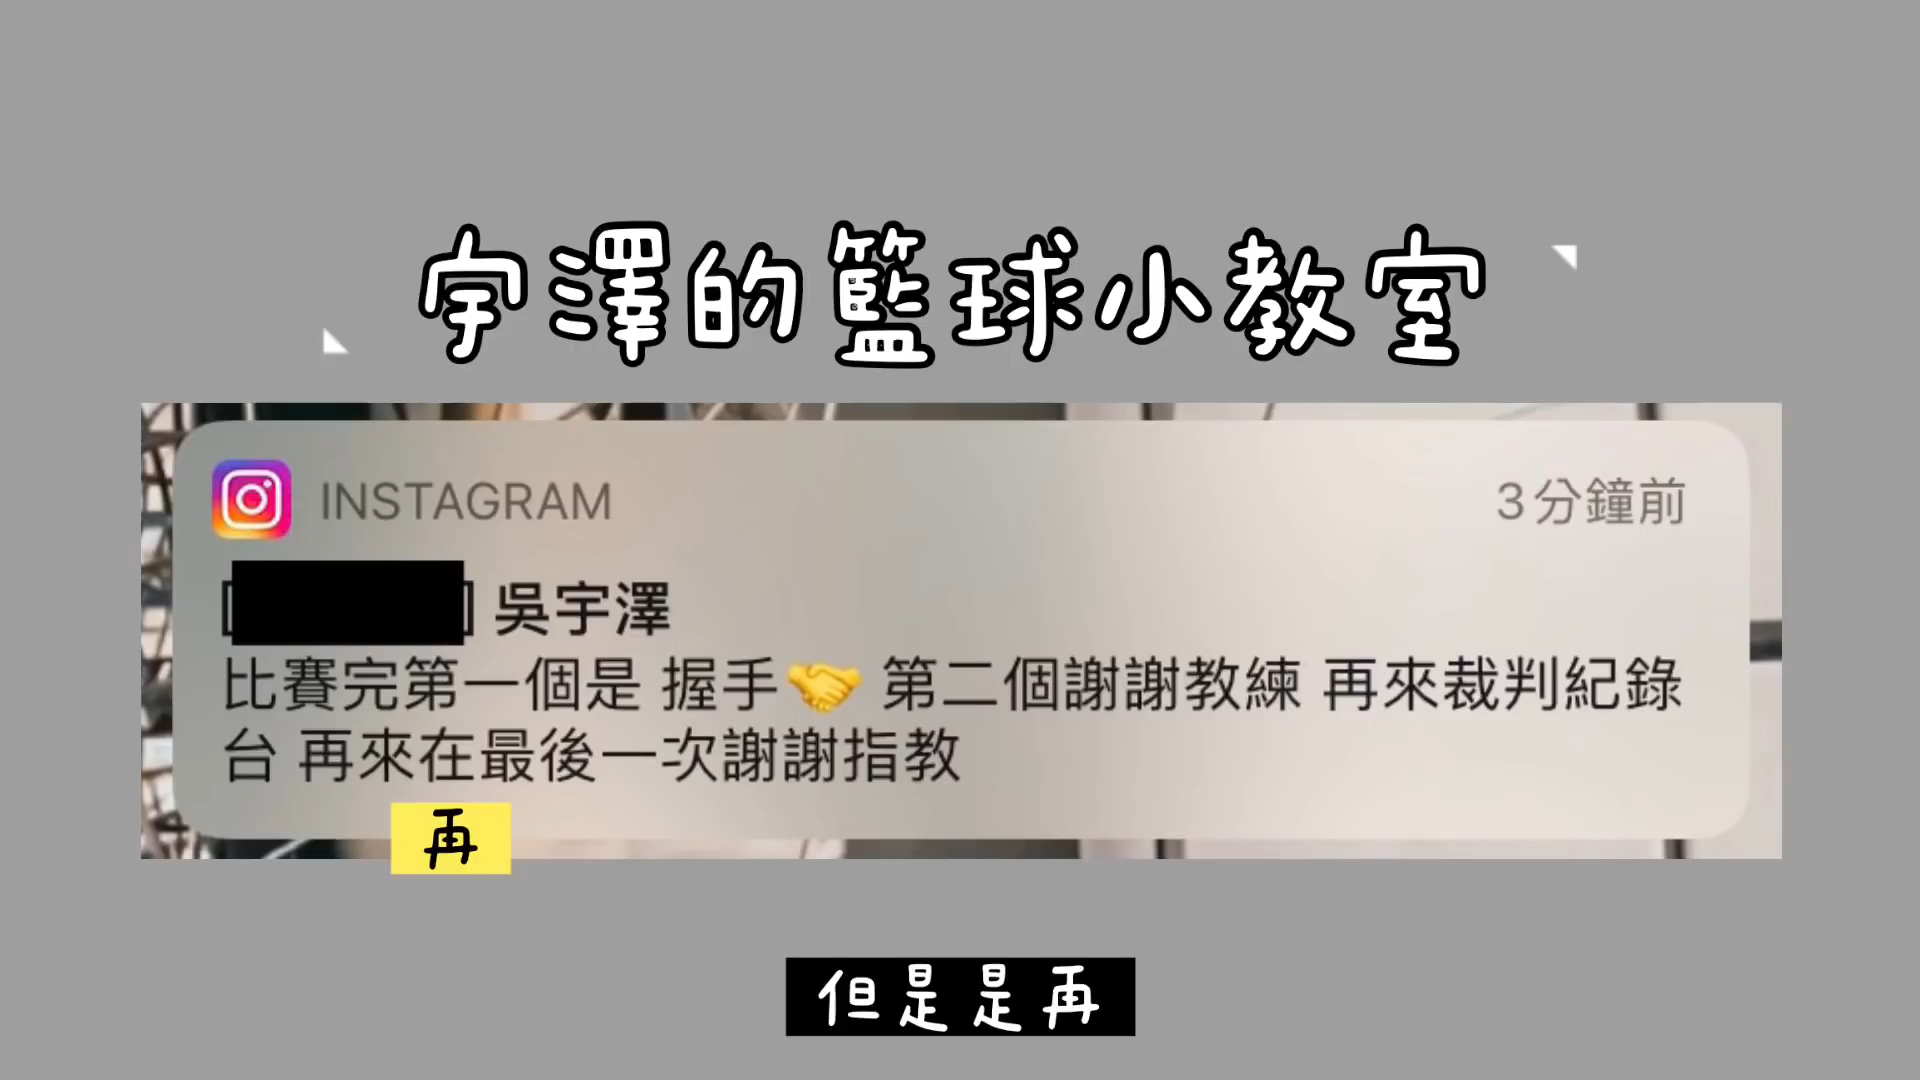 宇澤的籃球小教室
INSTAGRAM
3分鐘前
[ ] 吳宇澤
比賽完第一個是 握手🤝 第二個謝謝教練 再來裁判紀錄
台 再來在最後一次謝謝指教
再
但是是再